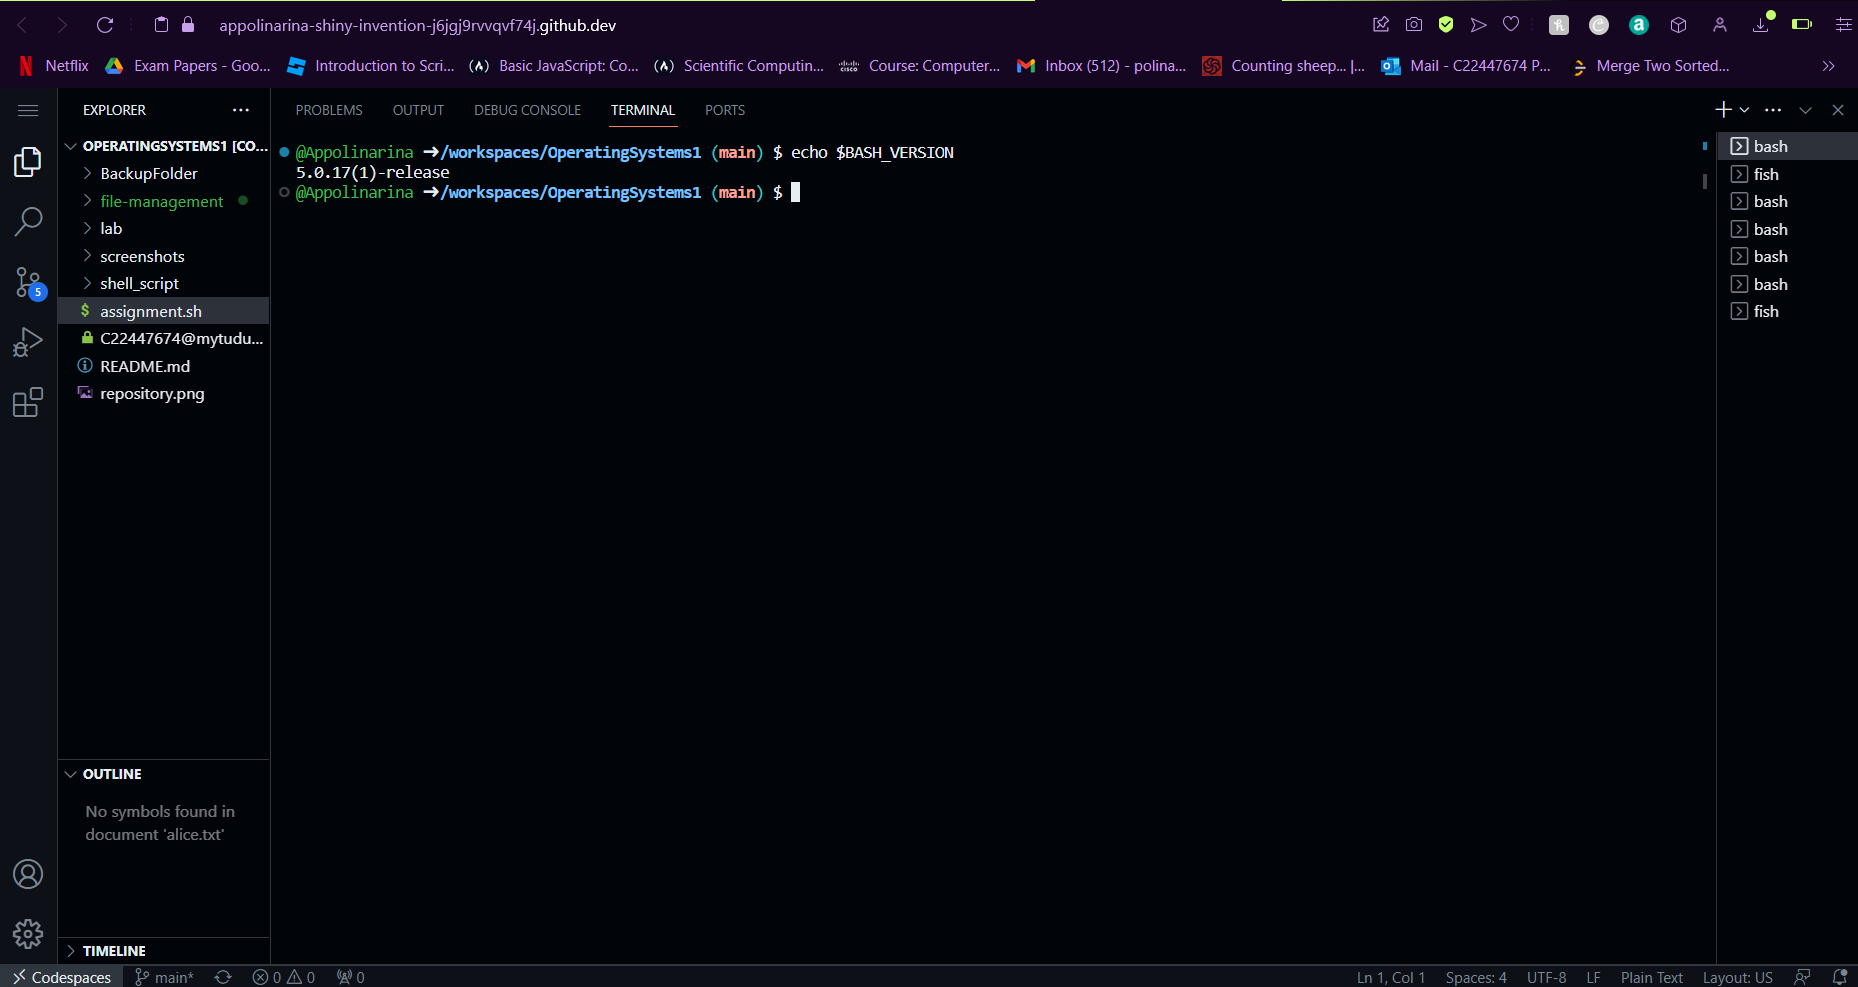 appolinarina-shiny-invention-j6jgj9rvvqvf74j.github.dev
Netflix Exam Papers - Goo... Introduction to Scri... Basic JavaScript: Co... Scientific Computin... Course: Computer... Inbox (512) - polina... Counting sheep... |... Mail - C22447674 P... Merge Two Sorted...
EXPLORER
OPERATINGSYSTEMS1 [CO...
BackupFolder
file-management
lab
screenshots
shell_script
assignment.sh
C22447674@mytudu...
README.md
repository.png
5
OUTLINE
No symbols found in
document 'alice.txt'
TIMELINE
PROBLEMS OUTPUT DEBUG CONSOLE TERMINAL PORTS
@Appolinarina ➜/workspaces/OperatingSystems1 (main) $ echo $BASH_VERSION
5.0.17(1)-release
@Appolinarina ➜/workspaces/OperatingSystems1 (main) $
bash
fish
bash
bash
bash
bash
fish
Codespaces main* 0 0 0 Ln 1, Col 1 Spaces: 4 UTF-8 LF Plain Text Layout: US